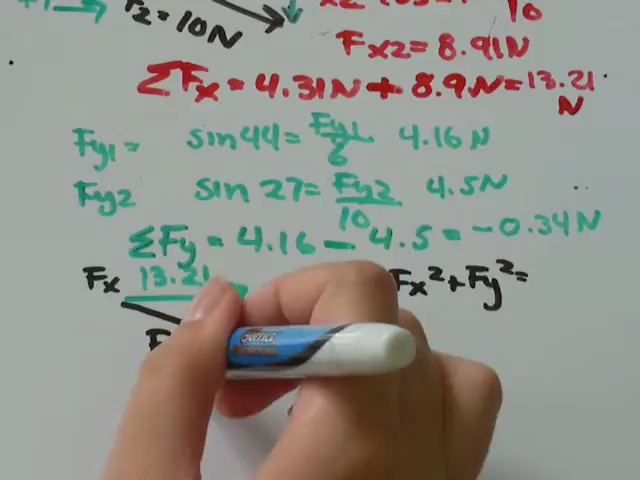 F2 = 10N
10
Fx2 = 8.91N
ΣFx = 4.31N + 8.9N = 13.21 N
Fy1 = sin 44 = Fy1/6 4.16 N
Fy2 sin 27 = Fy2/10 4.5N
ΣFy = 4.16 - 4.5 = -0.34N
Fx 13.21
Fx² + Fy² =